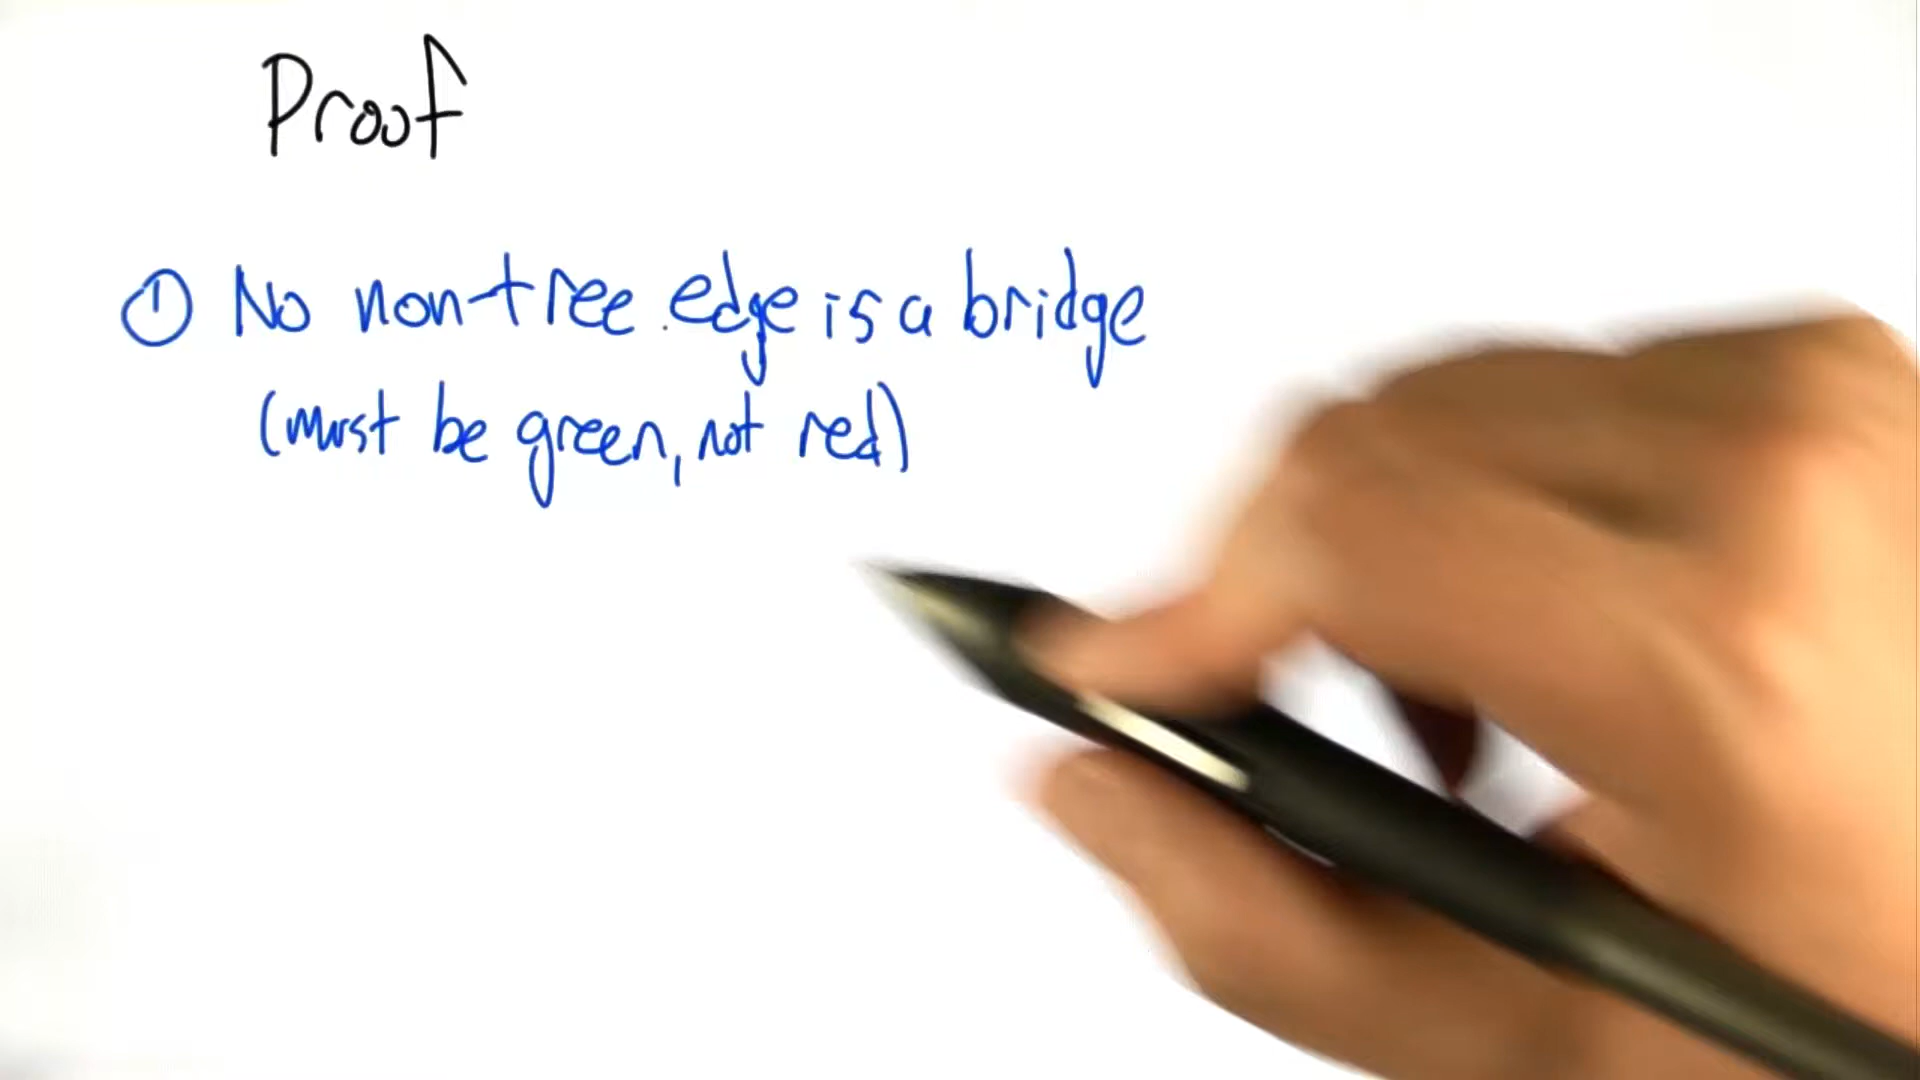 Proof
① No non-tree edge is a bridge
(must be green, not red)